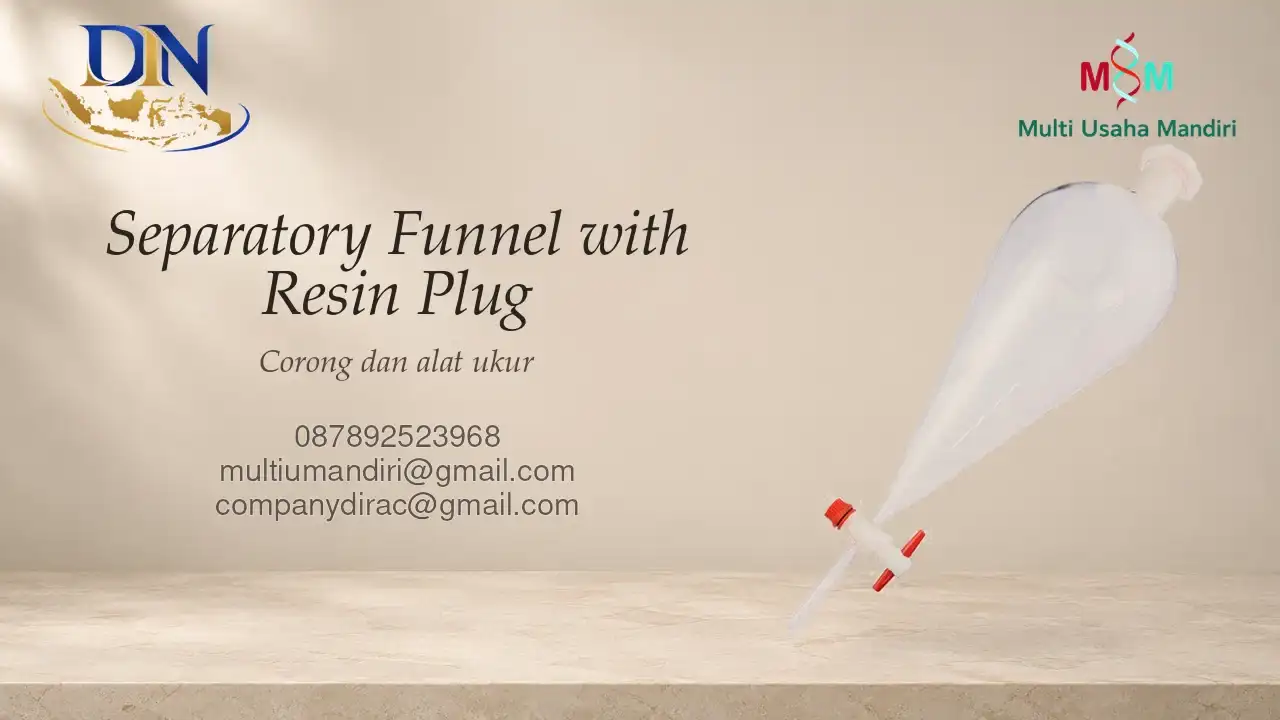 DN
M M
Multi Usaha Mandiri
Separatory Funnel with
Resin Plug
Corong dan alat ukur
087892523968
multiumandiri@gmail.com
companydirac@gmail.com